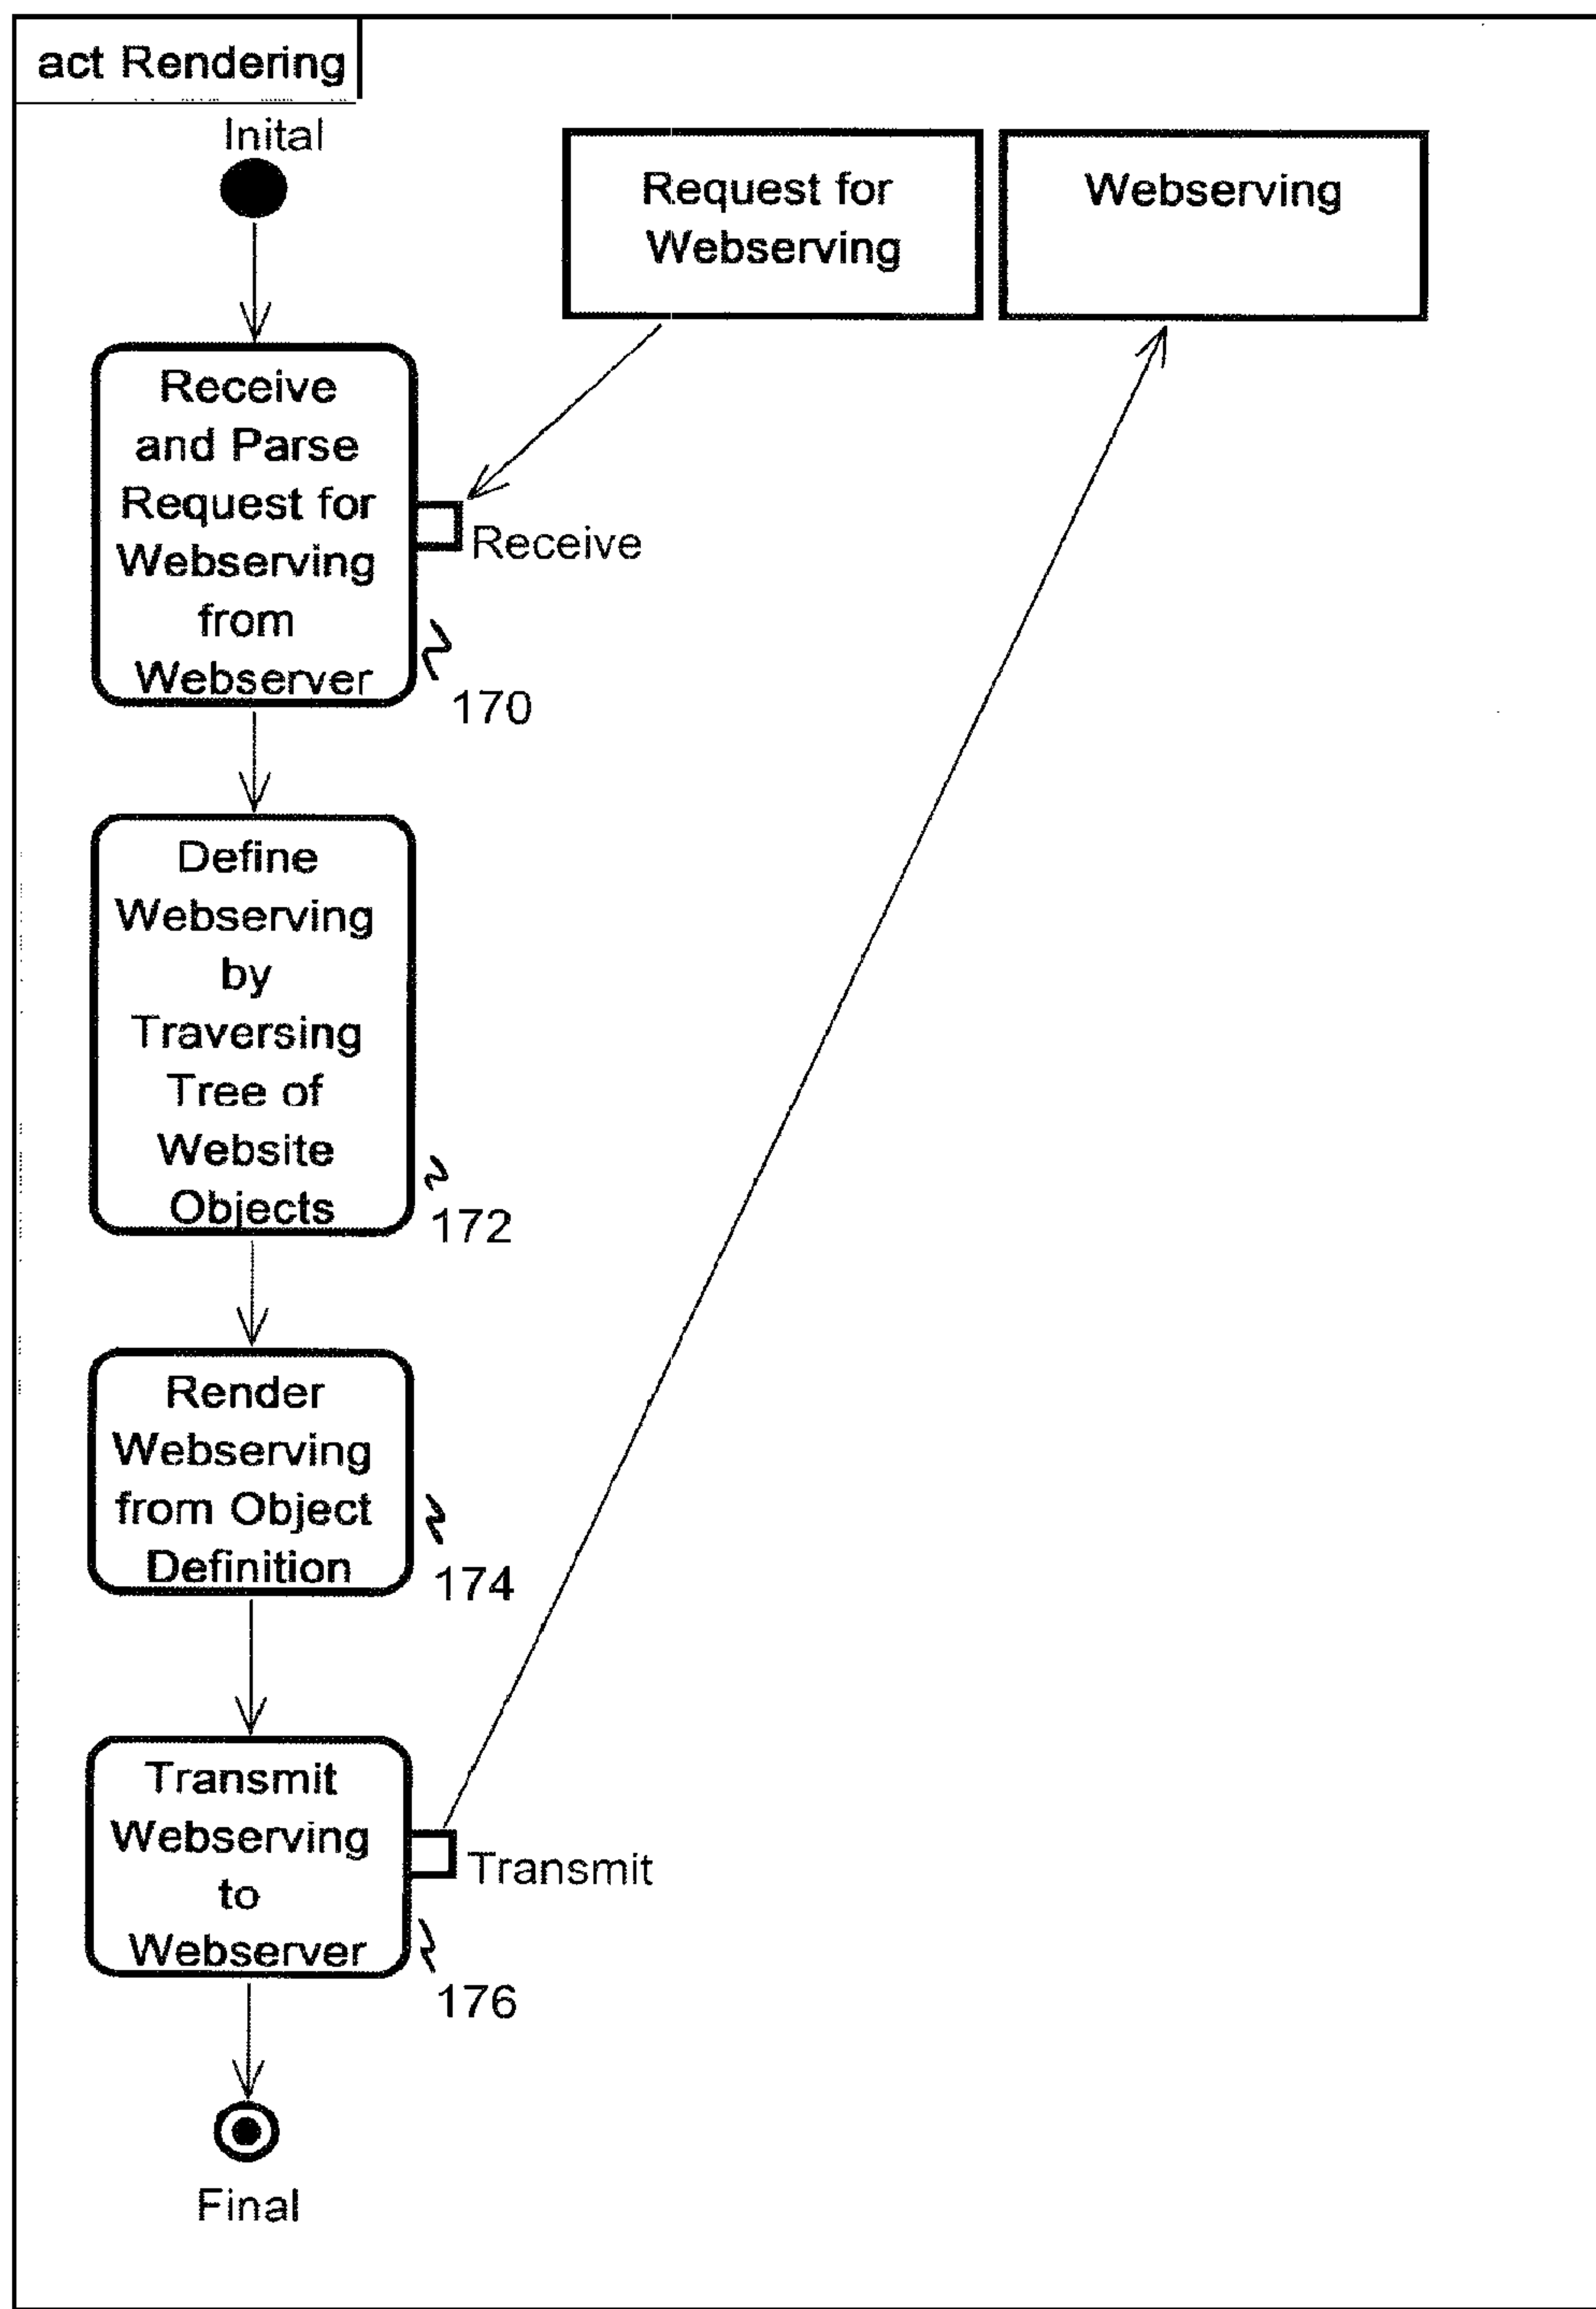 act Rendering
Inital
Request for
Webserving
Webserving
Receive
and Parse
Request for
Webserving
from
Webserver
Receive
170
Define
Webserving
by
Traversing
Tree of
Website
Objects
172
Render
Webserving
from Object
Definition
174
Transmit
Webserving
to
Webserver
Transmit
176
Final